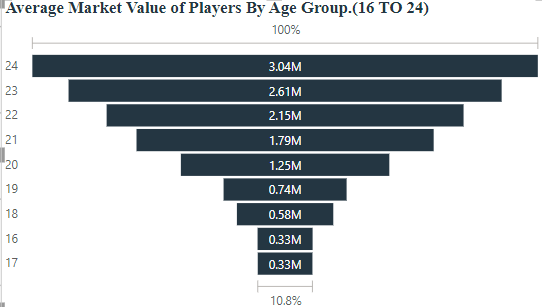 Average Market Value of Players By Age Group.(16 TO 24)
100%
24 3.04M
23 2.61M
22 2.15M
21 1.79M
20 1.25M
19 0.74M
18 0.58M
16 0.33M
17 0.33M
10.8%